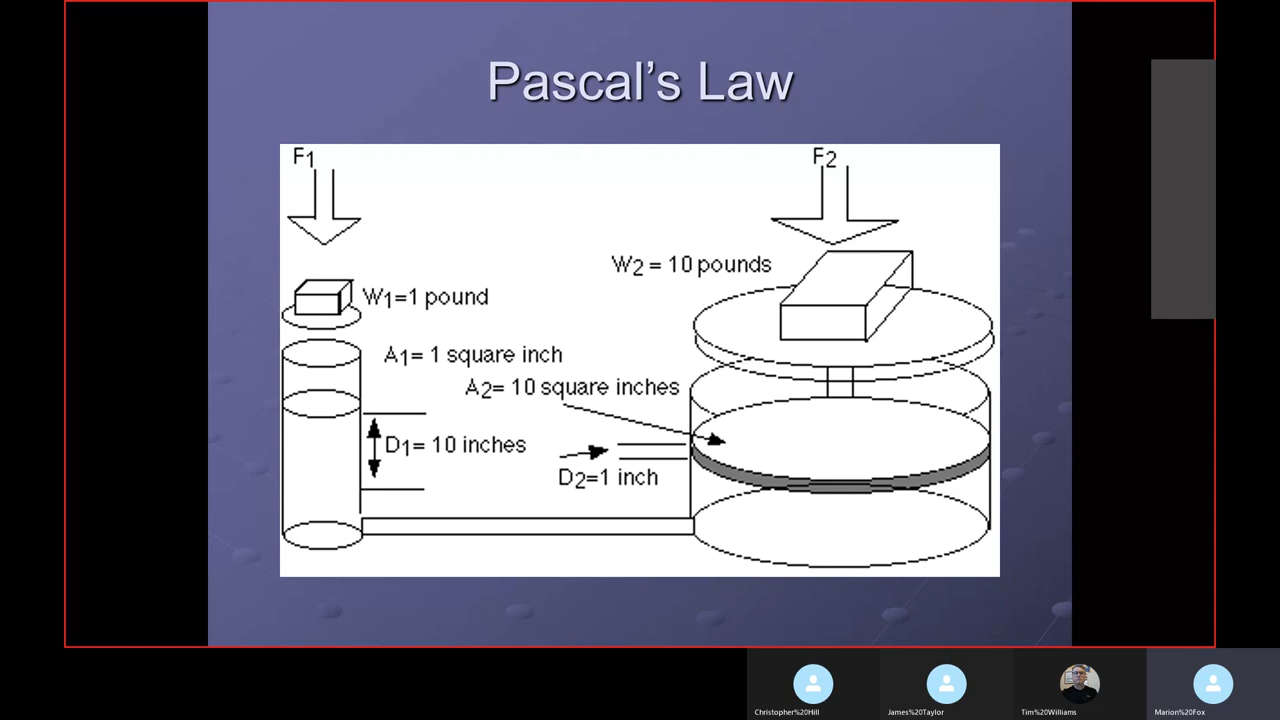 Pascal's Law
F1
F2
W2 = 10 pounds
W1=1 pound
A1= 1 square inch
A2= 10 square inches
D1= 10 inches
D2=1 inch
Christopher%20Hill
James%20Taylor
Tim%20Williams
Marion%20Fox